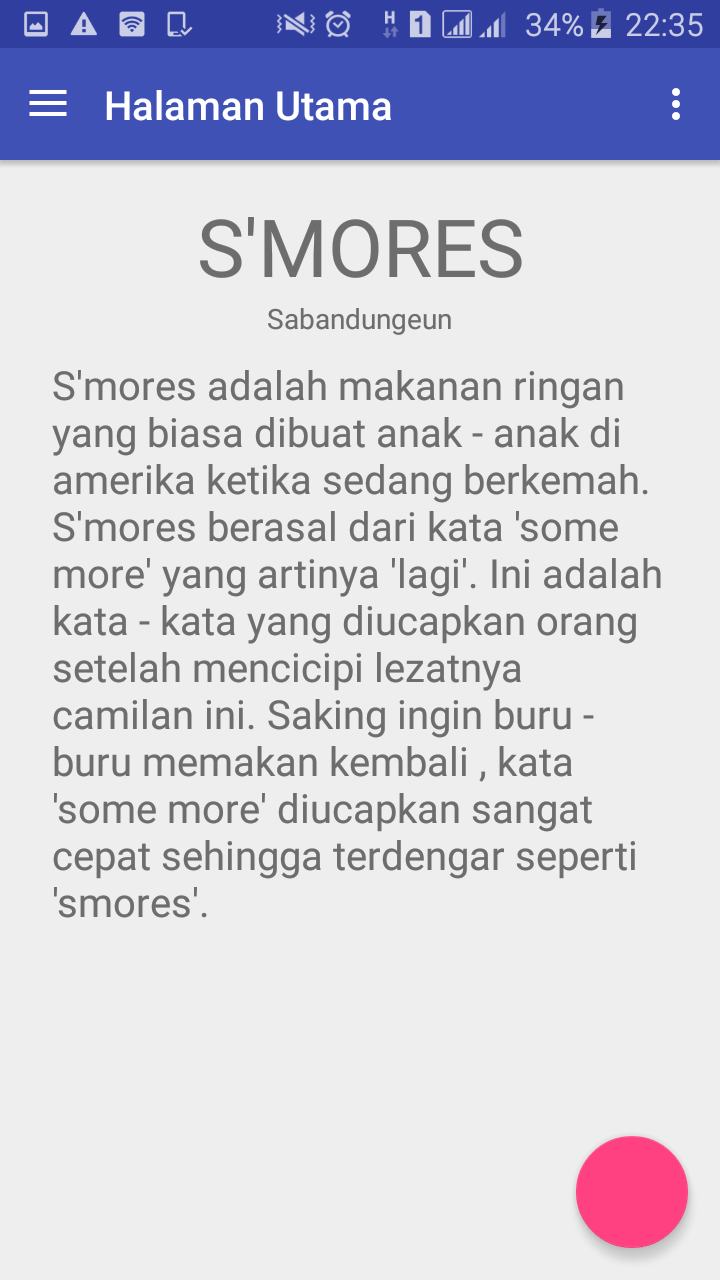 H 1 34% 22:35
Halaman Utama
S'MORES
Sabandungeun
S'mores adalah makanan ringan
yang biasa dibuat anak - anak di
amerika ketika sedang berkemah.
S'mores berasal dari kata 'some
more' yang artinya 'lagi'. Ini adalah
kata - kata yang diucapkan orang
setelah mencicipi lezatnya
camilan ini. Saking ingin buru -
buru memakan kembali , kata
'some more' diucapkan sangat
cepat sehingga terdengar seperti
'smores'.